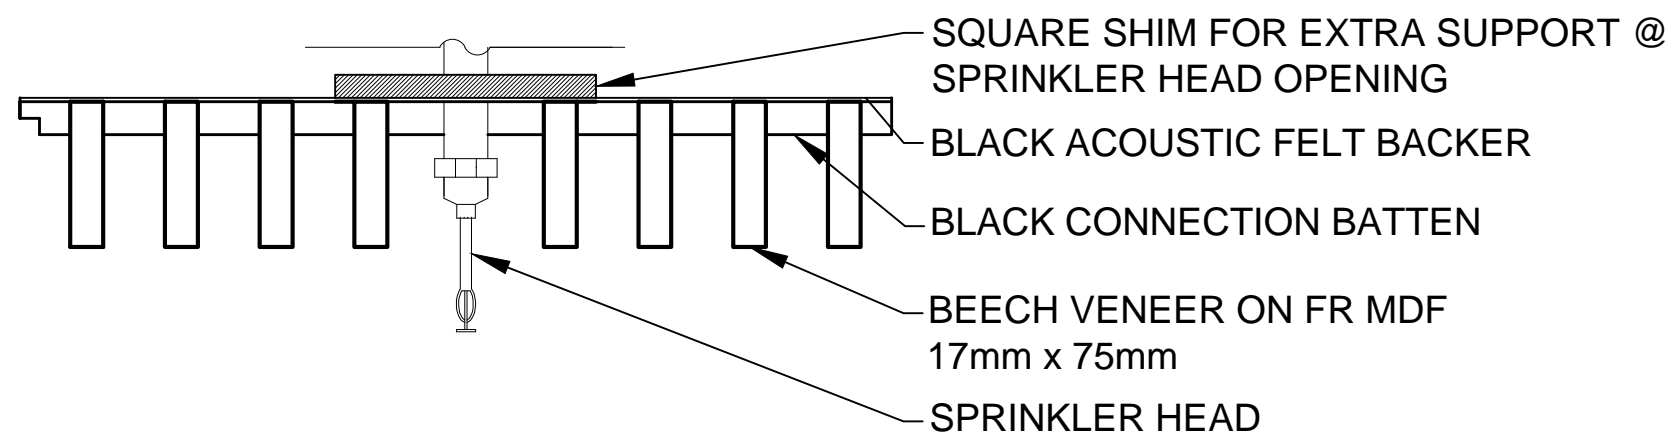 SQUARE SHIM FOR EXTRA SUPPORT @
SPRINKLER HEAD OPENING
BLACK ACOUSTIC FELT BACKER
BLACK CONNECTION BATTEN
BEECH VENEER ON FR MDF
17mm x 75mm
SPRINKLER HEAD